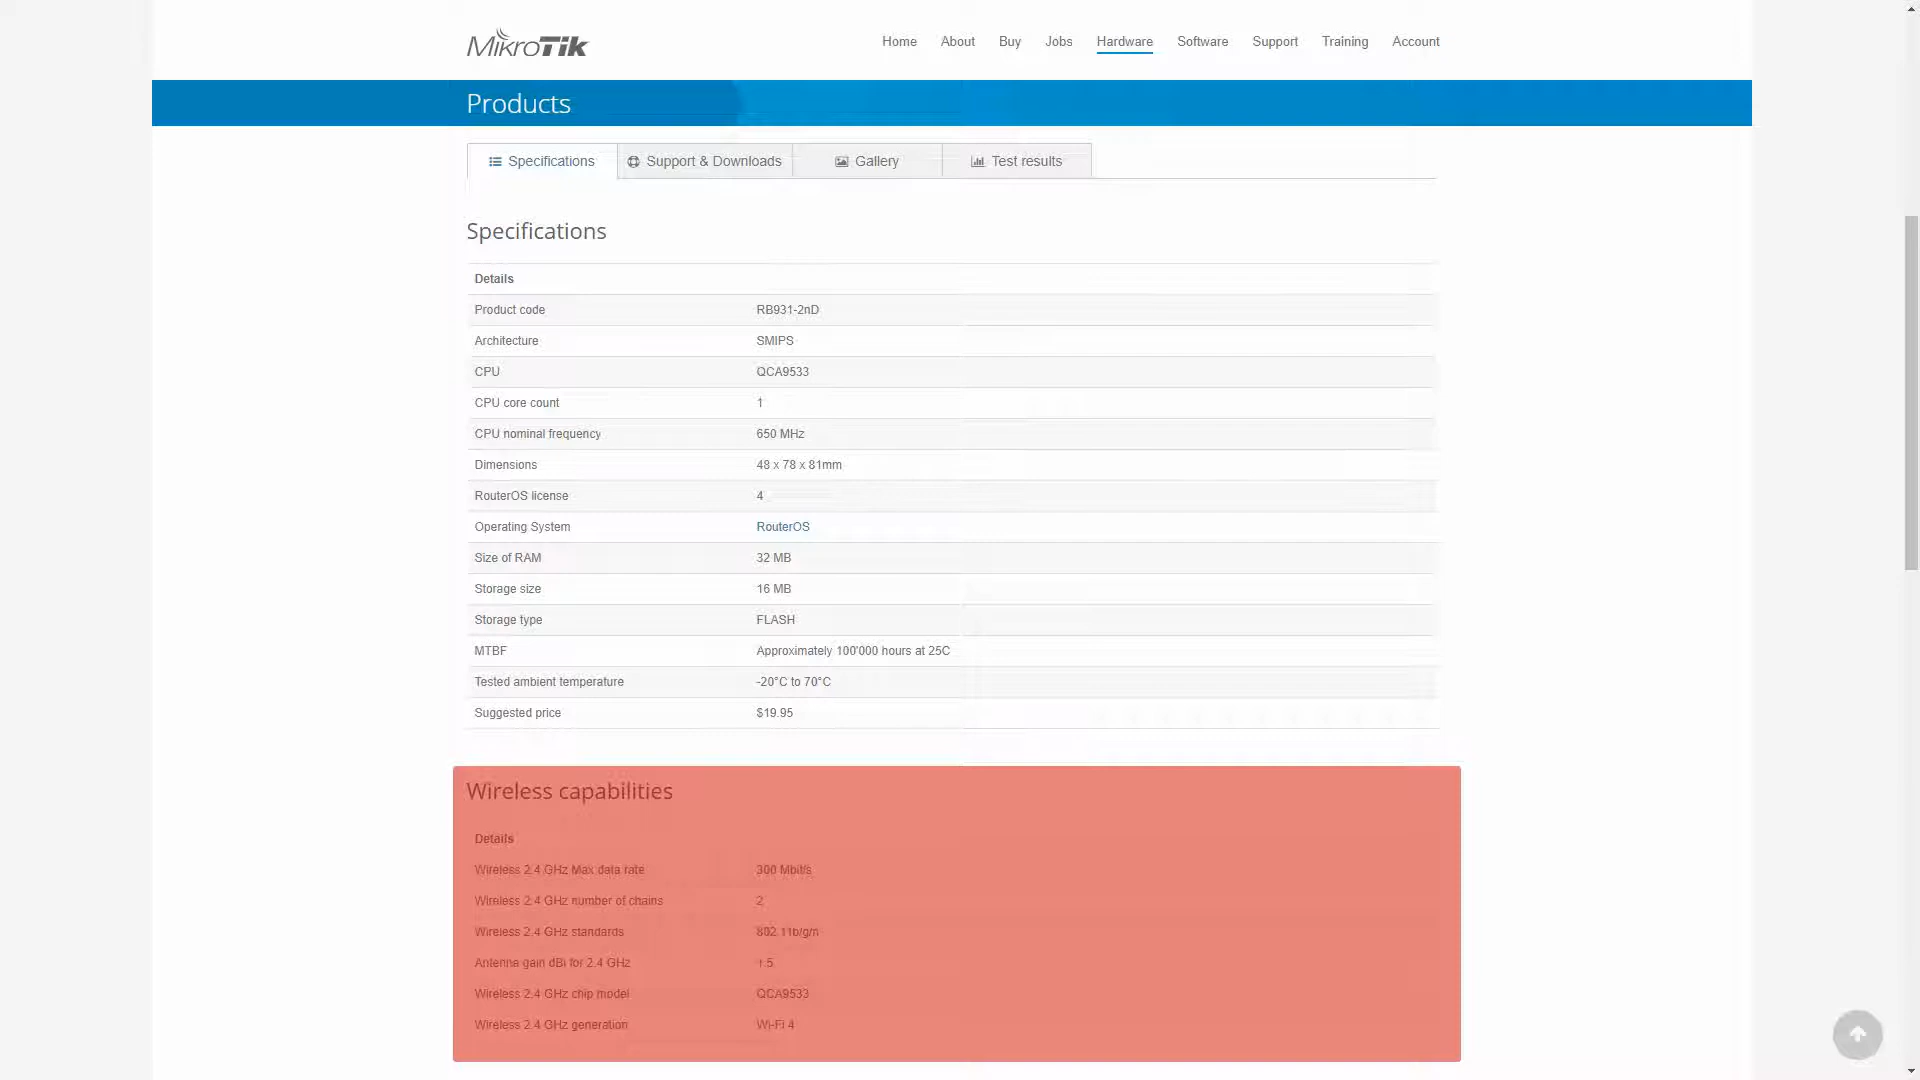 MikroTik
Home About Buy Jobs Hardware Software Support Training Account
Products
Specifications Support & Downloads Gallery Test results
Specifications
Details
Product code RB931-2nD
Architecture SMIPS
CPU QCA9533
CPU core count 1
CPU nominal frequency 650 MHz
Dimensions 48 x 78 x 81mm
RouterOS license 4
Operating System RouterOS
Size of RAM 32 MB
Storage size 16 MB
Storage type FLASH
MTBF Approximately 100'000 hours at 25C
Tested ambient temperature -20°C to 70°C
Suggested price $19.95
Wireless capabilities
Details
Wireless 2.4 GHz Max data rate 300 Mbit/s
Wireless 2.4 GHz number of chains 2
Wireless 2.4 GHz standards 802.11b/g/n
Antenna gain dBi for 2.4 GHz 1.5
Wireless 2.4 GHz chip model QCA9533
Wireless 2.4 GHz generation Wi-Fi 4